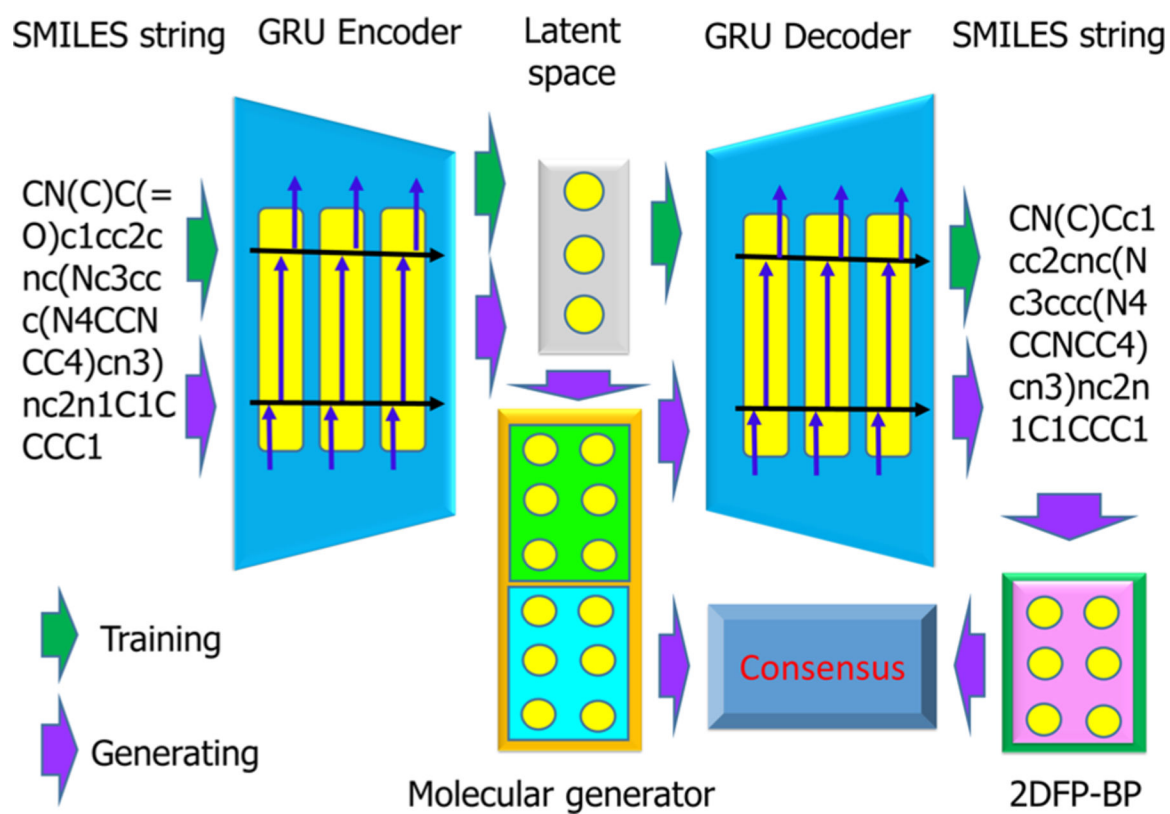 SMILES string
GRU Encoder
Latent
space
GRU Decoder
SMILES string
CN(C)C(=
O)c1cc2c
nc(Nc3cc
c(N4CCN
CC4)cn3)
nc2n1C1C
CCC1
CN(C)Cc1
cc2cnc(N
c3ccc(N4
CCNCC4)
cn3)nc2n
1C1CCC1
Training
Generating
Consensus
Molecular generator
2DFP-BP